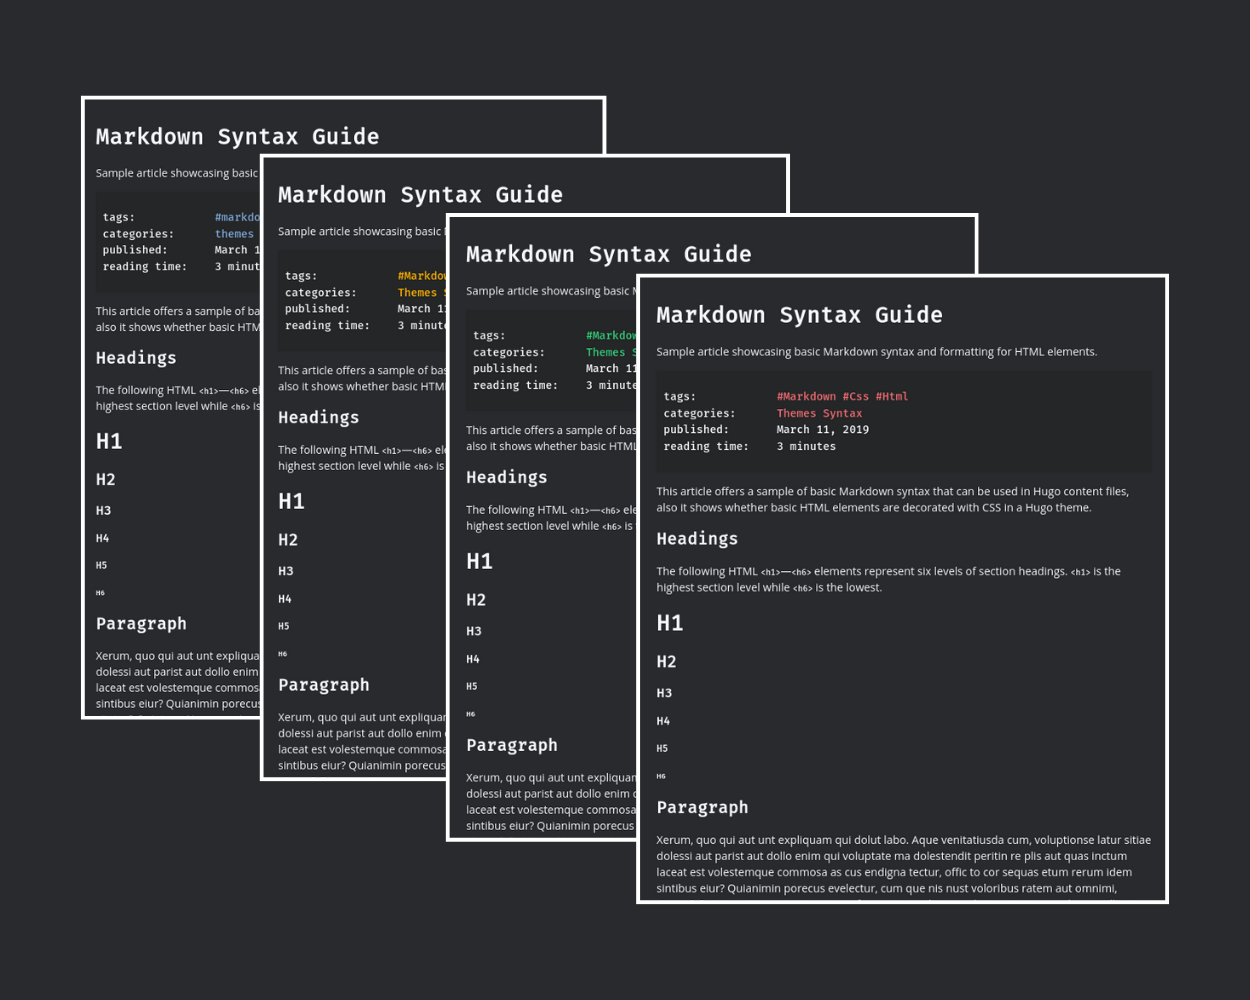 Markdown Syntax Guide
Sample article showcasing basic
tags: #markdo
categories: themes
published: March 1
reading time: 3 minut
This article offers a sample of ba
also it shows whether basic HTM
Headings
The following HTML <h1>—<h6> el
highest section level while <h6> is
H1
H2
H3
H4
H5
H6
Paragraph
Xerum, quo qui aut unt expliqua
dolessi aut parist aut dollo enim
laceat est volestemque commos
sintibus eiur? Quianimin porecus
Markdown Syntax Guide
Sample article showcasing basic
tags: #Markdow
categories: Themes S
published: March 11
reading time: 3 minute
This article offers a sample of bas
also it shows whether basic HTML
Headings
The following HTML <h1>—<h6> ele
highest section level while <h6> is
H1
H2
H3
H4
H5
H6
Paragraph
Xerum, quo qui aut unt expliquam
dolessi aut parist aut dollo enim
laceat est volestemque commosa
sintibus eiur? Quianimin porecus
Markdown Syntax Guide
Sample article showcasing basic M
tags: #Markdow
categories: Themes S
published: March 11
reading time: 3 minute
This article offers a sample of bas
also it shows whether basic HTML
Headings
The following HTML <h1>—<h6> ele
highest section level while <h6> is
H1
H2
H3
H4
H5
H6
Paragraph
Xerum, quo qui aut unt expliquam
dolessi aut parist aut dollo enim q
laceat est volestemque commosa
sintibus eiur? Quianimin porecus
Markdown Syntax Guide
Sample article showcasing basic Markdown syntax and formatting for HTML elements.
tags: #Markdown #Css #Html
categories: Themes Syntax
published: March 11, 2019
reading time: 3 minutes
This article offers a sample of basic Markdown syntax that can be used in Hugo content files,
also it shows whether basic HTML elements are decorated with CSS in a Hugo theme.
Headings
The following HTML <h1>—<h6> elements represent six levels of section headings. <h1> is the
highest section level while <h6> is the lowest.
H1
H2
H3
H4
H5
H6
Paragraph
Xerum, quo qui aut unt expliquam qui dolut labo. Aque venitatiusda cum, voluptionse latur sitiae
dolessi aut parist aut dollo enim qui voluptate ma dolestendit peritin re plis aut quas inctum
laceat est volestemque commosa as cus endigna tectur, offic to cor sequas etum rerum idem
sintibus eiur? Quianimin porecus evelectur, cum que nis nust voloribus ratem aut omnimi,